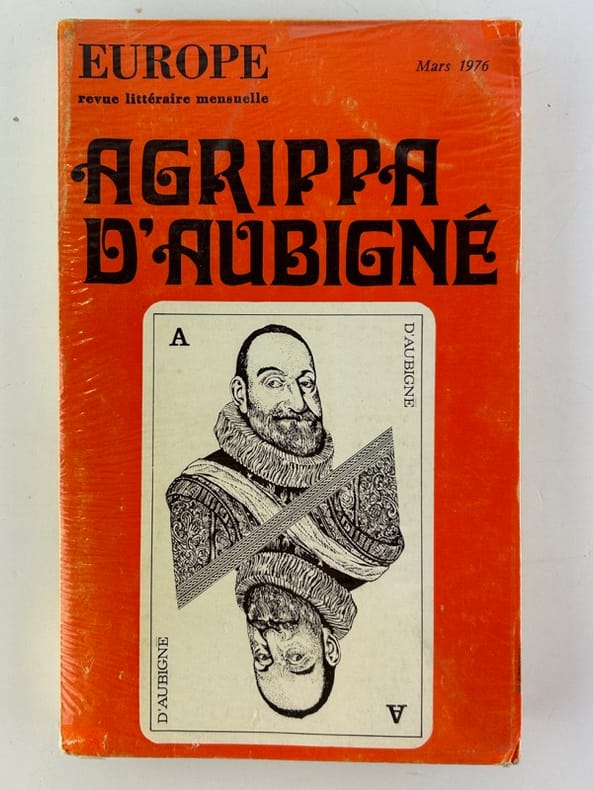 EUROPE
Mars 1976
revue littéraire mensuelle
AGRIPPA
D'AUBIGNÉ
A
D'AUBIGNE
D'AUBIGNE
A